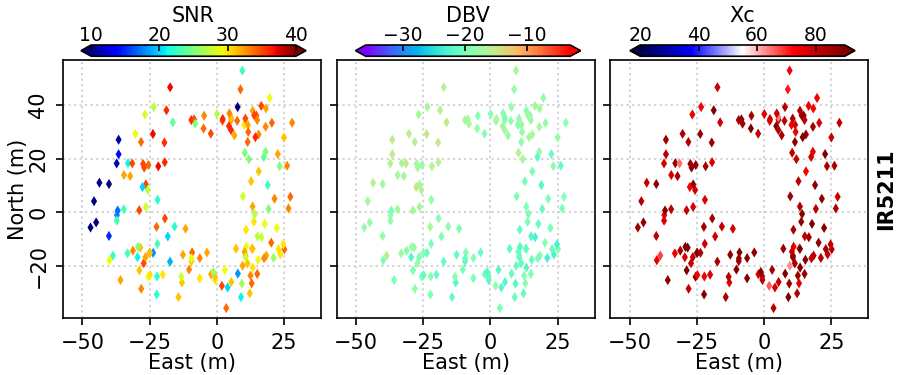 SNR DBV Xc
10 20 30 40 −30 −20 −10 20 40 60 80
North (m)
40
20
0
−20
IR5211
−50 −25 0 25 −50 −25 0 25 −50 −25 0 25
East (m) East (m) East (m)